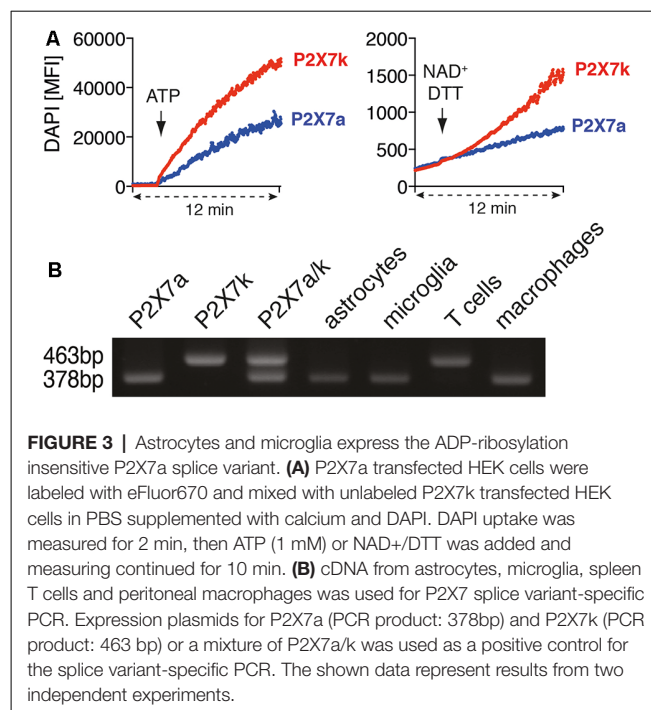 A
60000
40000
20000
0
DAPI [MFI]
ATP
P2X7k
P2X7a
12 min
2000
1500
1000
500
0
NAD⁺
DTT
P2X7k
P2X7a
12 min
B
P2X7a P2X7k P2X7a/k astrocytes microglia T cells macrophages
463bp
378bp
FIGURE 3 | Astrocytes and microglia express the ADP-ribosylation
insensitive P2X7a splice variant. (A) P2X7a transfected HEK cells were
labeled with eFluor670 and mixed with unlabeled P2X7k transfected HEK
cells in PBS supplemented with calcium and DAPI. DAPI uptake was
measured for 2 min, then ATP (1 mM) or NAD+/DTT was added and
measuring continued for 10 min. (B) cDNA from astrocytes, microglia, spleen
T cells and peritoneal macrophages was used for P2X7 splice variant-specific
PCR. Expression plasmids for P2X7a (PCR product: 378bp) and P2X7k (PCR
product: 463 bp) or a mixture of P2X7a/k was used as a positive control for
the splice variant-specific PCR. The shown data represent results from two
independent experiments.